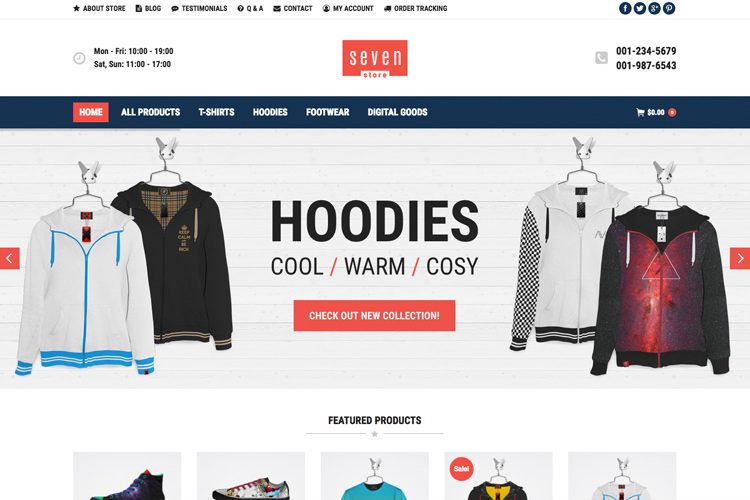 ABOUT STORE BLOG TESTIMONIALS Q & A CONTACT MY ACCOUNT ORDER TRACKING
Mon - Fri: 10:00 - 19:00
Sat, Sun: 11:00 - 17:00
seven
store
001-234-5679
001-987-6543
HOME ALL PRODUCTS T-SHIRTS HOODIES FOOTWEAR DIGITAL GOODS $0.00 0
KEEP
CALM
AND
BE
RICH
HOODIES
COOL / WARM / COSY
CHECK OUT NEW COLLECTION!
FEATURED PRODUCTS
Sale!